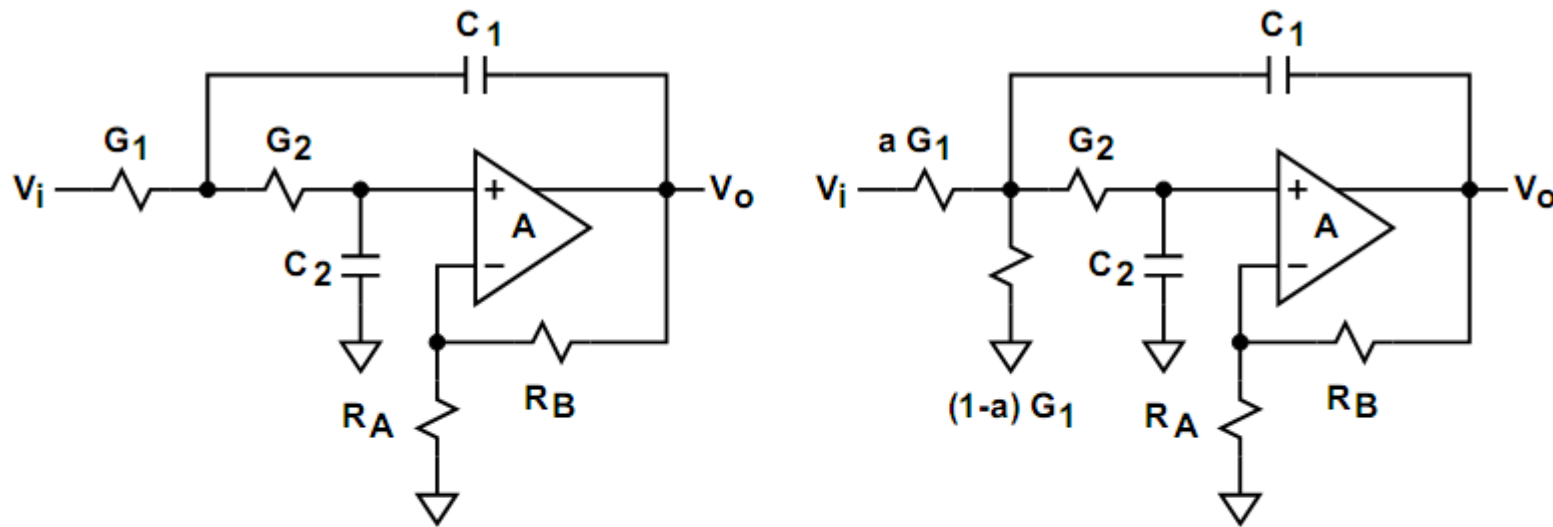 C1
G1
G2
Vi
+
A
−
Vo
C2
RB
RA
C1
a G1
G2
Vi
+
A
−
Vo
C2
(1-a) G1
RB
RA